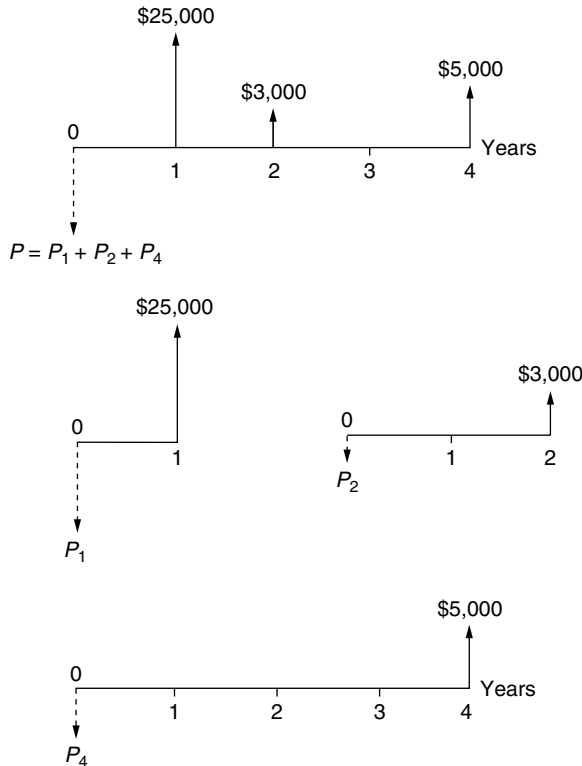 $25,000
$3,000
$5,000
0
Years
1 2 3 4
P = P₁ + P₂ + P₄
$25,000
0
1
P₁
$3,000
0
1 2
P₂
$5,000
0
Years
1 2 3 4
P₄